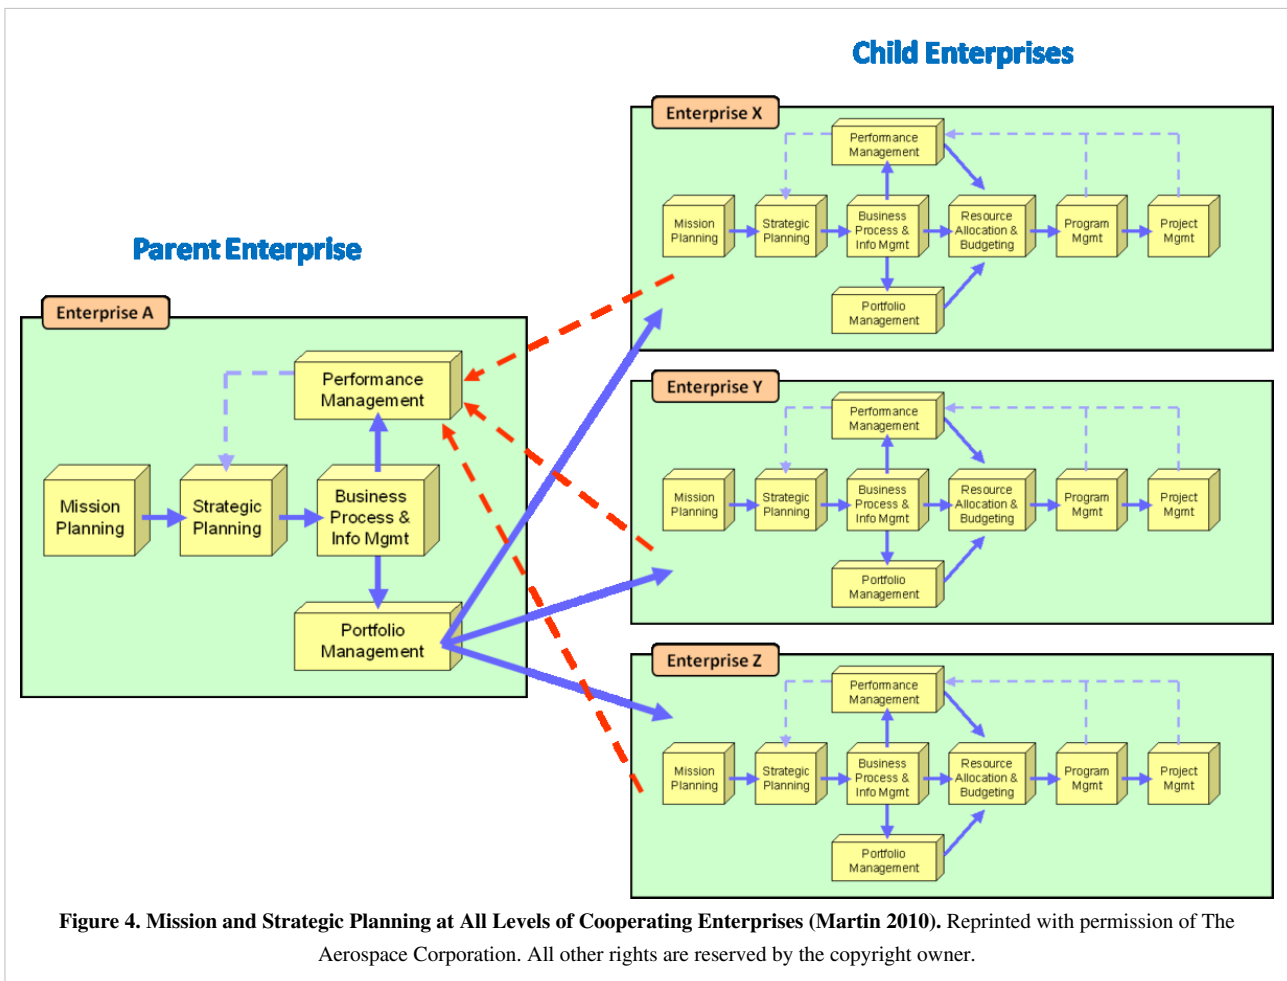 Child Enterprises
Parent Enterprise
Enterprise A
Performance
Management
Mission
Planning
Strategic
Planning
Business
Process &
Info Mgmt
Portfolio
Management
Enterprise X
Performance
Management
Mission
Planning
Strategic
Planning
Business
Process &
Info Mgmt
Resource
Allocation &
Budgeting
Program
Mgmt
Project
Mgmt
Portfolio
Management
Enterprise Y
Performance
Management
Mission
Planning
Strategic
Planning
Business
Process &
Info Mgmt
Resource
Allocation &
Budgeting
Program
Mgmt
Project
Mgmt
Portfolio
Management
Enterprise Z
Performance
Management
Mission
Planning
Strategic
Planning
Business
Process &
Info Mgmt
Resource
Allocation &
Budgeting
Program
Mgmt
Project
Mgmt
Portfolio
Management
Figure 4. Mission and Strategic Planning at All Levels of Cooperating Enterprises (Martin 2010). Reprinted with permission of The
Aerospace Corporation. All other rights are reserved by the copyright owner.